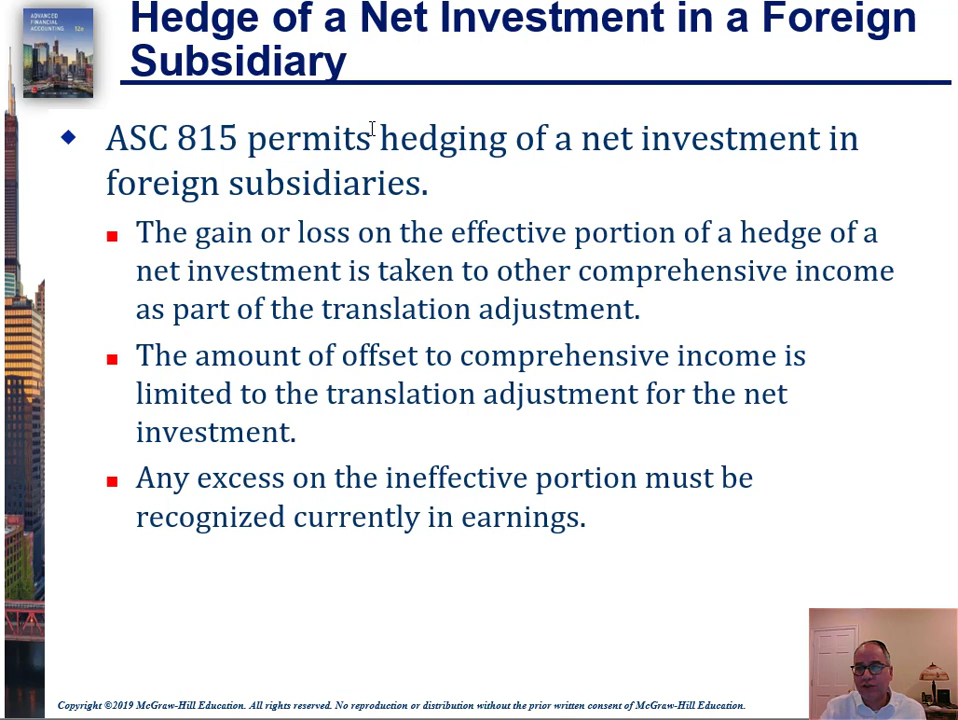 Hedge of a Net Investment in a Foreign
Subsidiary
ADVANCED
FINANCIAL
ACCOUNTING
12e
ASC 815 permits hedging of a net investment in
foreign subsidiaries.
The gain or loss on the effective portion of a hedge of a
net investment is taken to other comprehensive income
as part of the translation adjustment.
The amount of offset to comprehensive income is
limited to the translation adjustment for the net
investment.
Any excess on the ineffective portion must be
recognized currently in earnings.
Copyright ©2019 McGraw-Hill Education. All rights reserved. No reproduction or distribution without the prior written consent of McGraw-Hill Education.